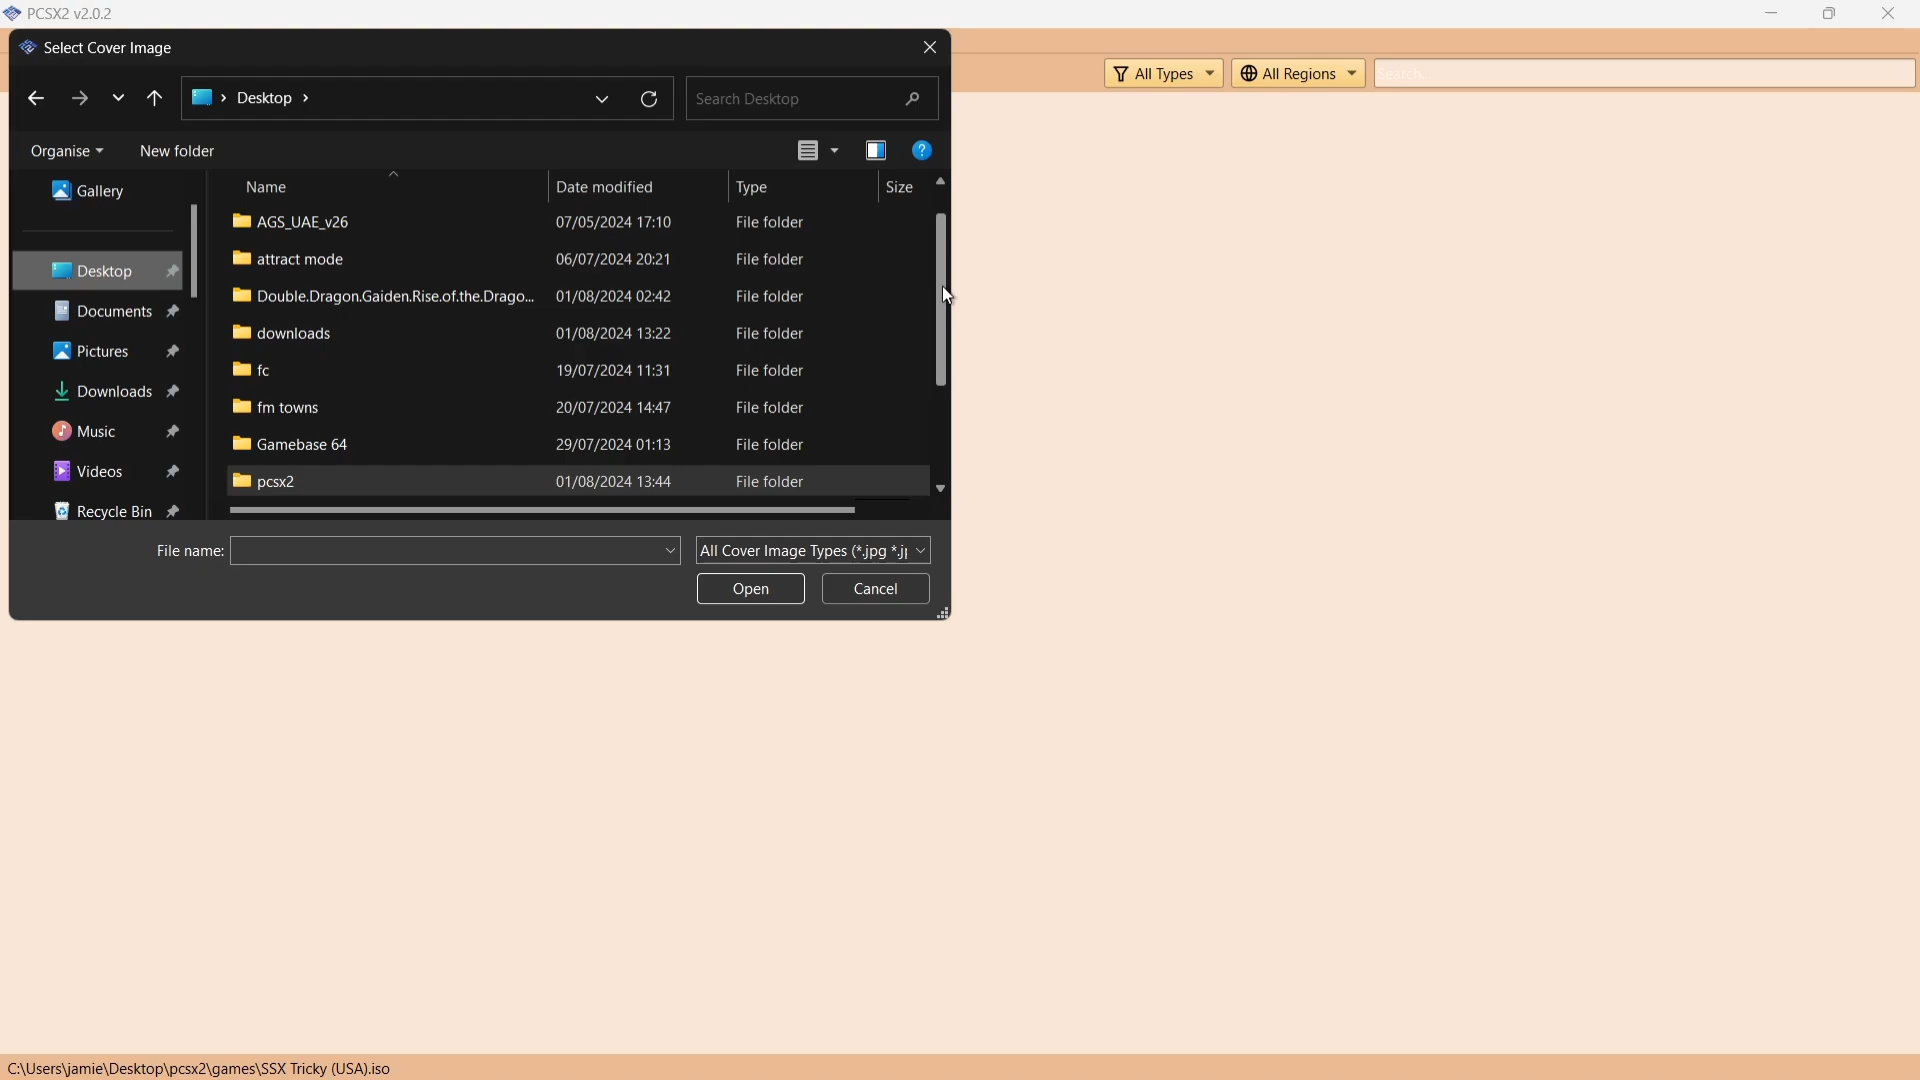 PCSX2 v2.0.2
Select Cover Image
All Types
All Regions
Search...
Desktop
Search Desktop
Organise
New folder
Gallery
Desktop
Documents
Pictures
Downloads
Music
Videos
Recycle Bin
Name Date modified Type Size
AGS_UAE_v26 07/05/2024 17:10 File folder
attract mode 06/07/2024 20:21 File folder
Double.Dragon.Gaiden.Rise.of.the.Drago... 01/08/2024 02:42 File folder
downloads 01/08/2024 13:22 File folder
fc 19/07/2024 11:31 File folder
fm towns 20/07/2024 14:47 File folder
Gamebase 64 29/07/2024 01:13 File folder
pcsx2 01/08/2024 13:44 File folder
File name:
All Cover Image Types (*.jpg *.j
Open Cancel
C:\Users\jamie\Desktop\pcsx2\games\SSX Tricky (USA).iso